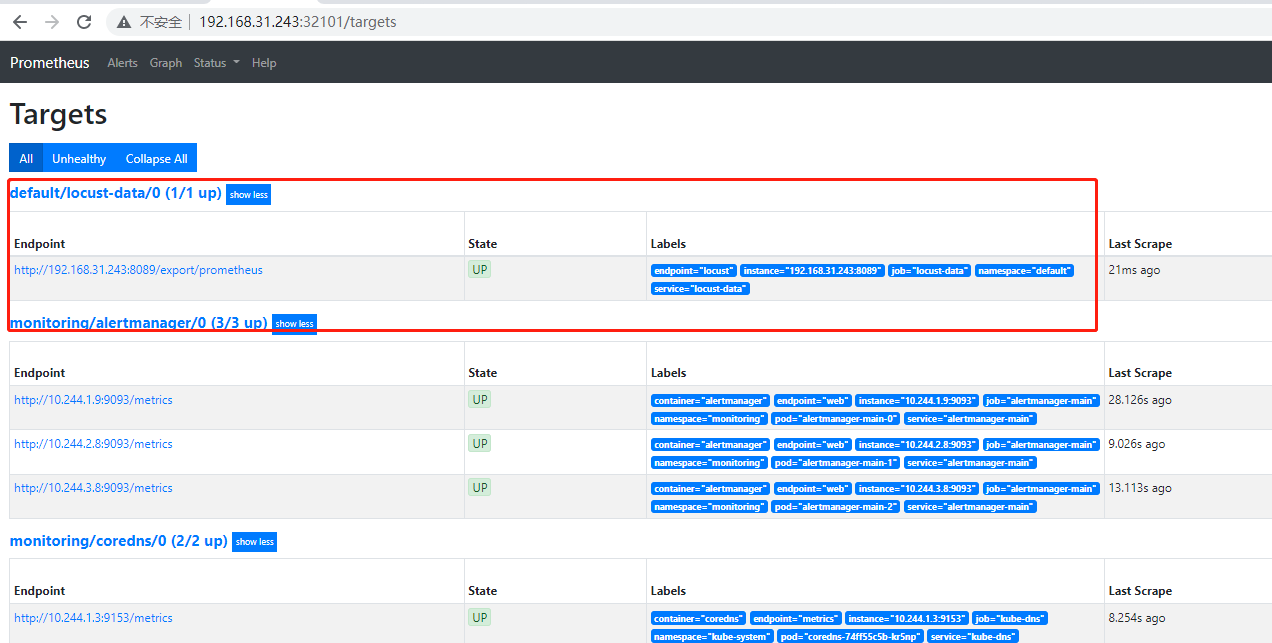 不安全 192.168.31.243:32101/targets
Prometheus Alerts Graph Status Help
Targets
All Unhealthy Collapse All
default/locust-data/0 (1/1 up) show less
Endpoint State Labels Last Scrape
http://192.168.31.243:8089/export/prometheus UP endpoint="locust" instance="192.168.31.243:8089" job="locust-data" namespace="default" 21ms ago
service="locust-data"
monitoring/alertmanager/0 (3/3 up) show less
Endpoint State Labels Last Scrape
http://10.244.1.9:9093/metrics UP container="alertmanager" endpoint="web" instance="10.244.1.9:9093" job="alertmanager-main" 28.126s ago
namespace="monitoring" pod="alertmanager-main-0" service="alertmanager-main"
http://10.244.2.8:9093/metrics UP container="alertmanager" endpoint="web" instance="10.244.2.8:9093" job="alertmanager-main" 9.026s ago
namespace="monitoring" pod="alertmanager-main-1" service="alertmanager-main"
http://10.244.3.8:9093/metrics UP container="alertmanager" endpoint="web" instance="10.244.3.8:9093" job="alertmanager-main" 13.113s ago
namespace="monitoring" pod="alertmanager-main-2" service="alertmanager-main"
monitoring/coredns/0 (2/2 up) show less
Endpoint State Labels Last Scrape
http://10.244.1.3:9153/metrics UP container="coredns" endpoint="metrics" instance="10.244.1.3:9153" job="kube-dns" 8.254s ago
namespace="kube-system" pod="coredns-74ff55c5b-kr5np" service="kube-dns"